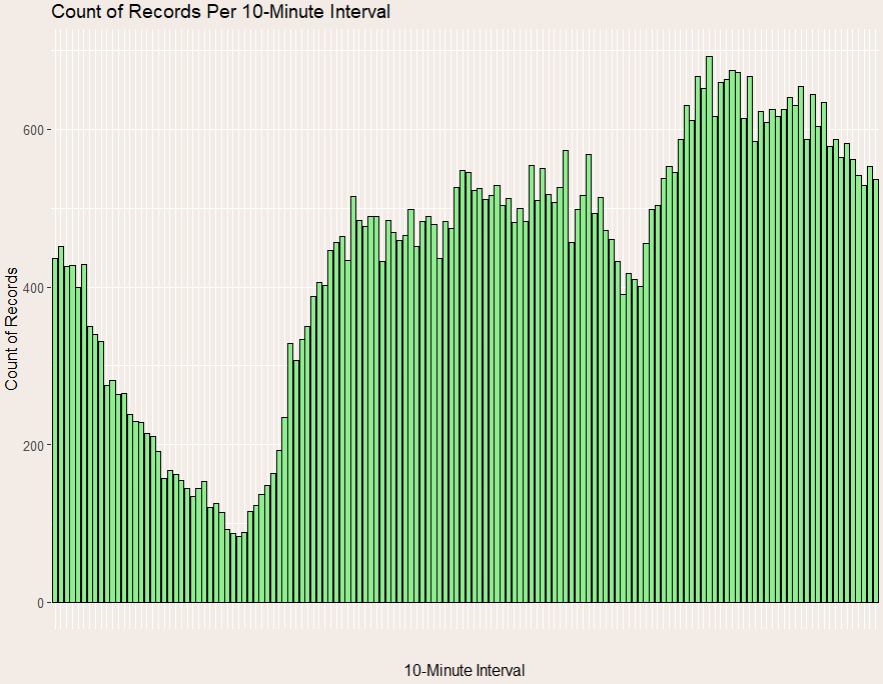 Count of Records Per 10-Minute Interval
Count of Records
600
400
200
0
10-Minute Interval